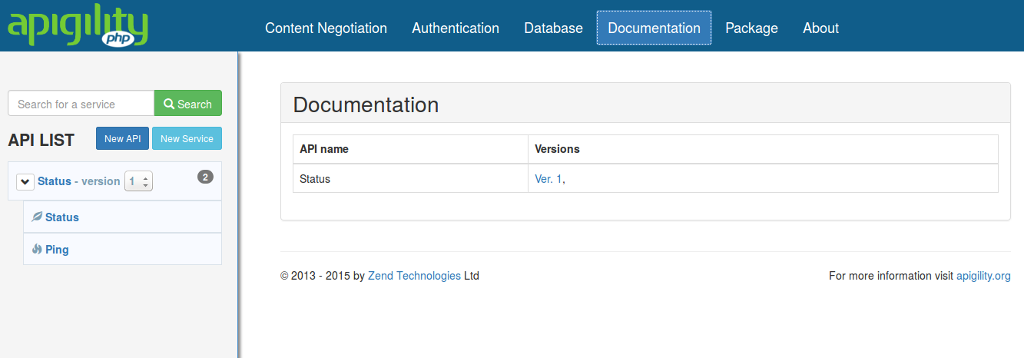 apigility php
Content Negotiation Authentication Database Documentation Package About
Search for a service Search
API LIST New API New Service
Status - version 1 2
Status
Ping
Documentation
API name Versions
Status Ver. 1,
© 2013 - 2015 by Zend Technologies Ltd
For more information visit apigility.org